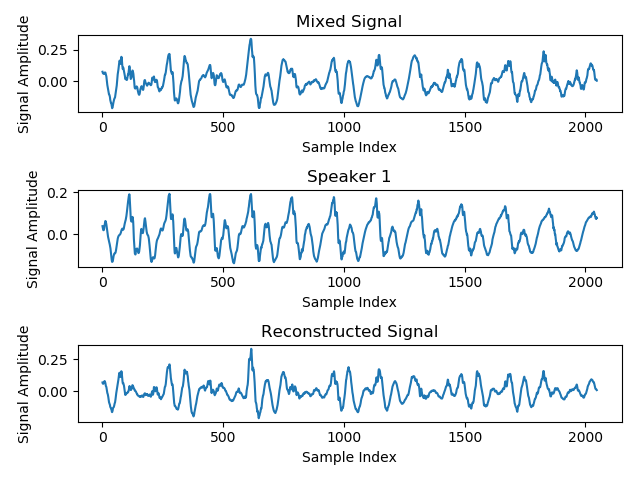 Mixed Signal
Signal Amplitude
0.25
0.00
0
500
1000
1500
2000
Sample Index
Speaker 1
Signal Amplitude
0.2
0.0
0
500
1000
1500
2000
Sample Index
Reconstructed Signal
Signal Amplitude
0.25
0.00
0
500
1000
1500
2000
Sample Index